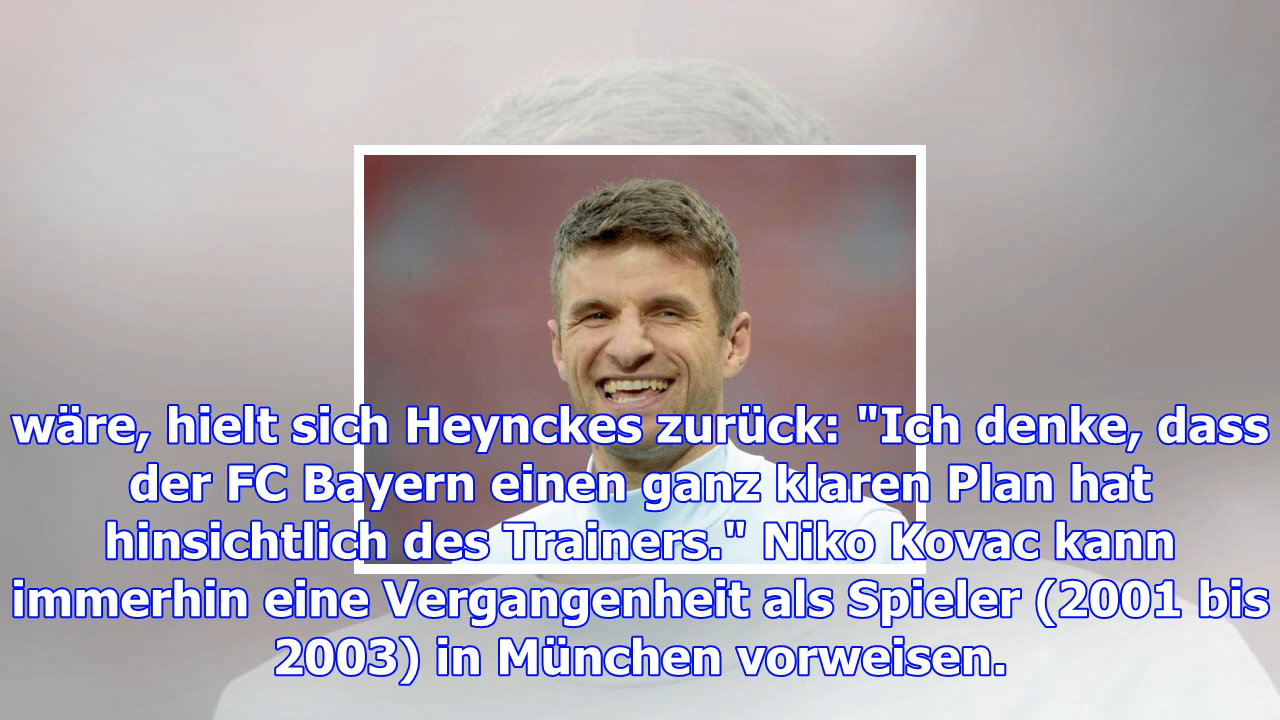 wäre, hielt sich Heynckes zurück: "Ich denke, dass
der FC Bayern einen ganz klaren Plan hat
hinsichtlich des Trainers." Niko Kovac kann
immerhin eine Vergangenheit als Spieler (2001 bis
2003) in München vorweisen.